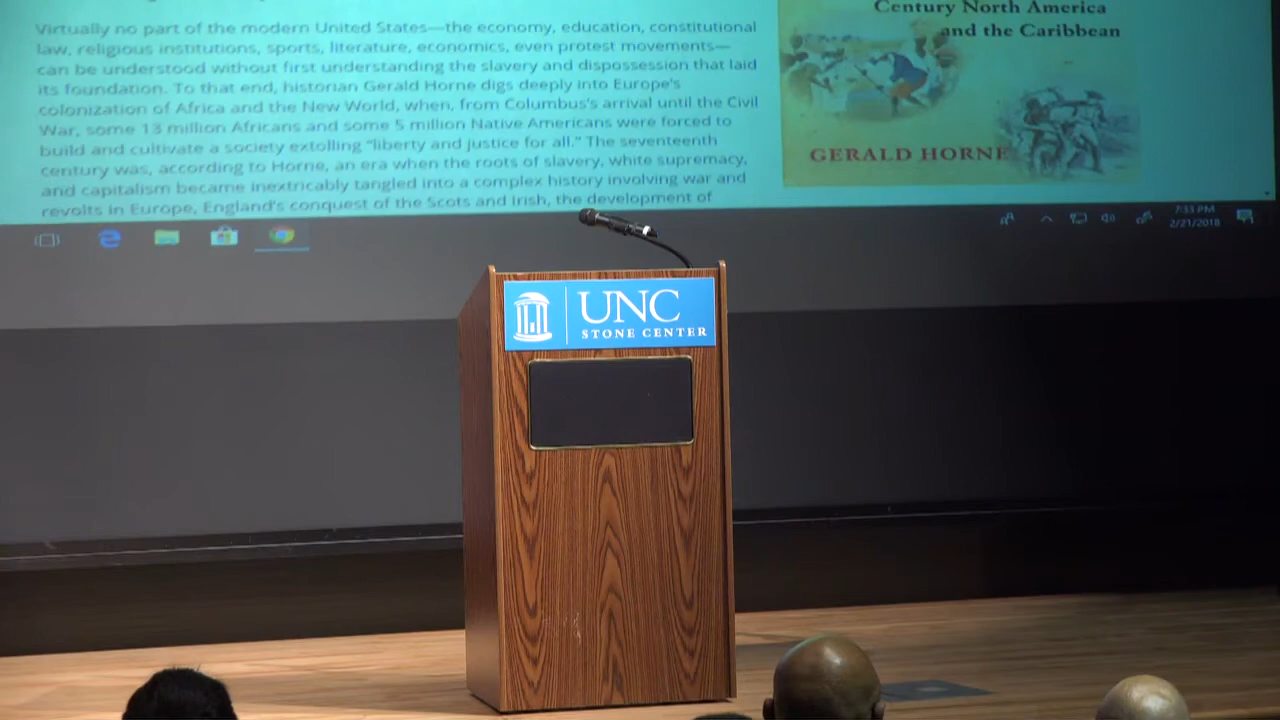 Virtually no part of the modern United States—the economy, education, constitutional
law, religious institutions, sports, literature, economics, even protest movements—
can be understood without first understanding the slavery and dispossession that laid
its foundation. To that end, historian Gerald Horne digs deeply into Europe's
colonization of Africa and the New World, when, from Columbus's arrival until the Civil
War, some 13 million Africans and some 5 million Native Americans were forced to
build and cultivate a society extolling “liberty and justice for all.” The seventeenth
century was, according to Horne, an era when the roots of slavery, white supremacy,
and capitalism became inextricably tangled into a complex history involving war and
revolts in Europe, England's conquest of the Scots and Irish, the development of
Century North America
and the Caribbean
GERALD HORNE
7:33 PM
2/21/2018
UNC
STONE CENTER